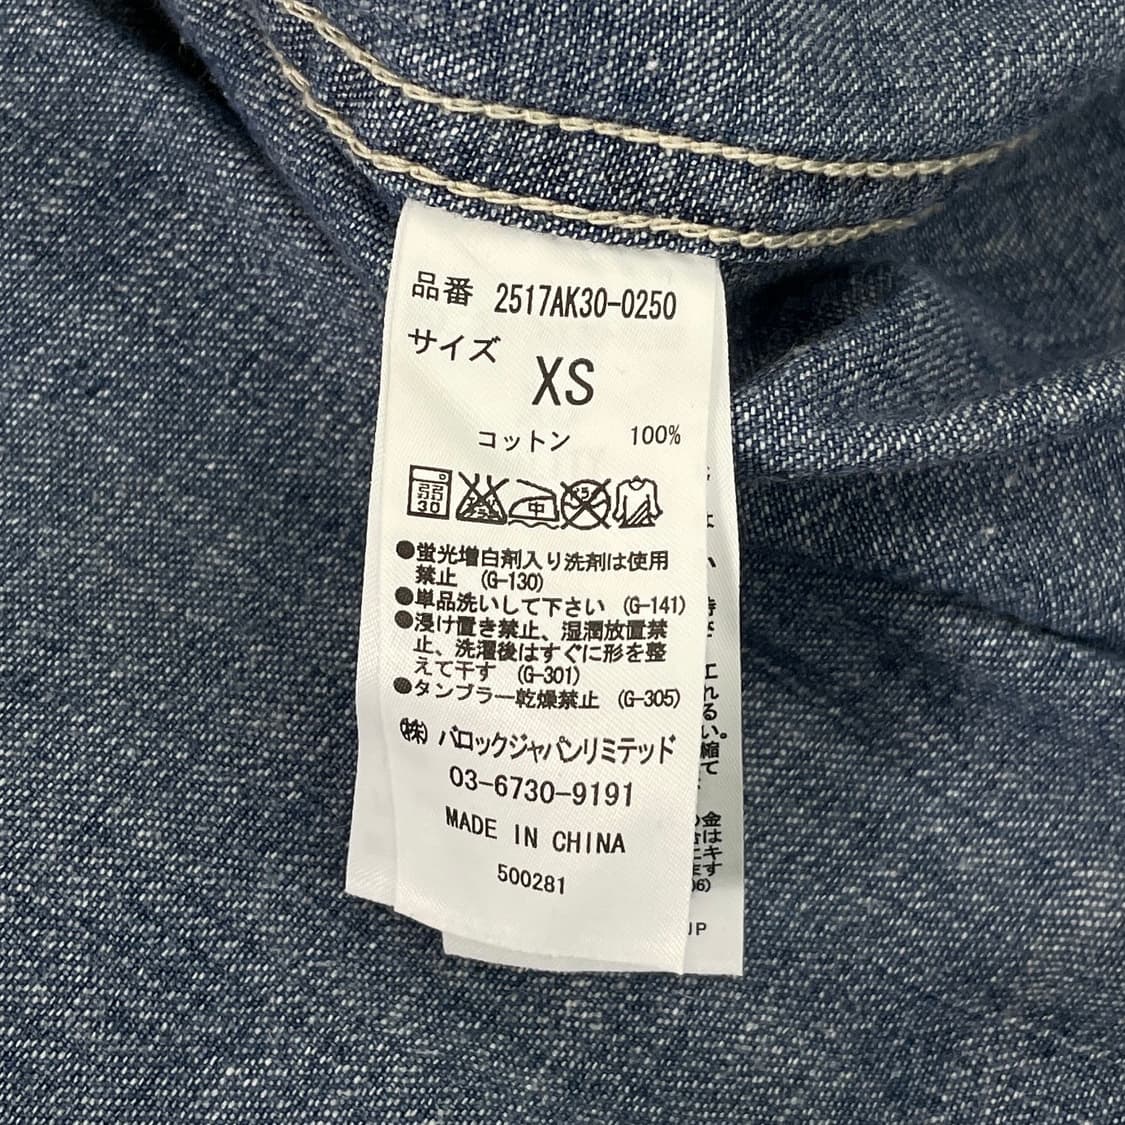 品番 2517AK30-0250
サイズ XS
コットン 100%
30
中
●蛍光増白剤入り洗剤は使用
禁止 (G-130)
●単品洗いして下さい (G-141)
●浸け置き禁止、湿潤放置禁
止、洗濯後はすぐに形を整
えて干す (G-301)
●タンブラー乾燥禁止 (G-305)
㈱ バロックジャパンリミテッド
03-6730-9191
MADE IN CHINA
500281
JP